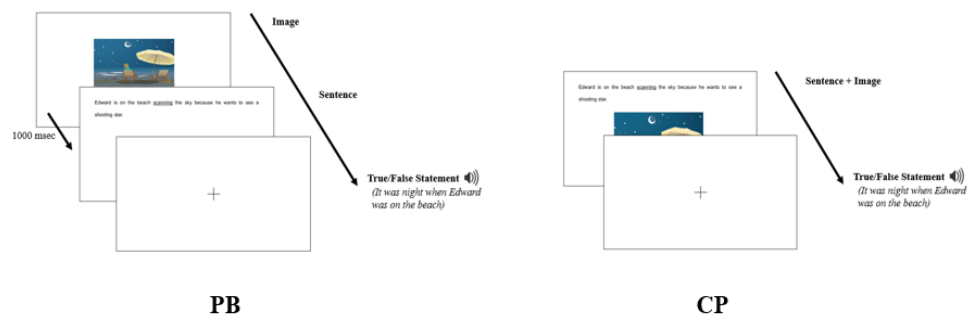 Image
Edward is on the beach scanning the sky because he wants to see a
shooting star.
Sentence
1000 msec
True/False Statement
(It was night when Edward
was on the beach)
PB
Sentence + Image
Edward is on the beach scanning the sky because he wants to see a
shooting star.
True/False Statement
(It was night when Edward
was on the beach)
CP